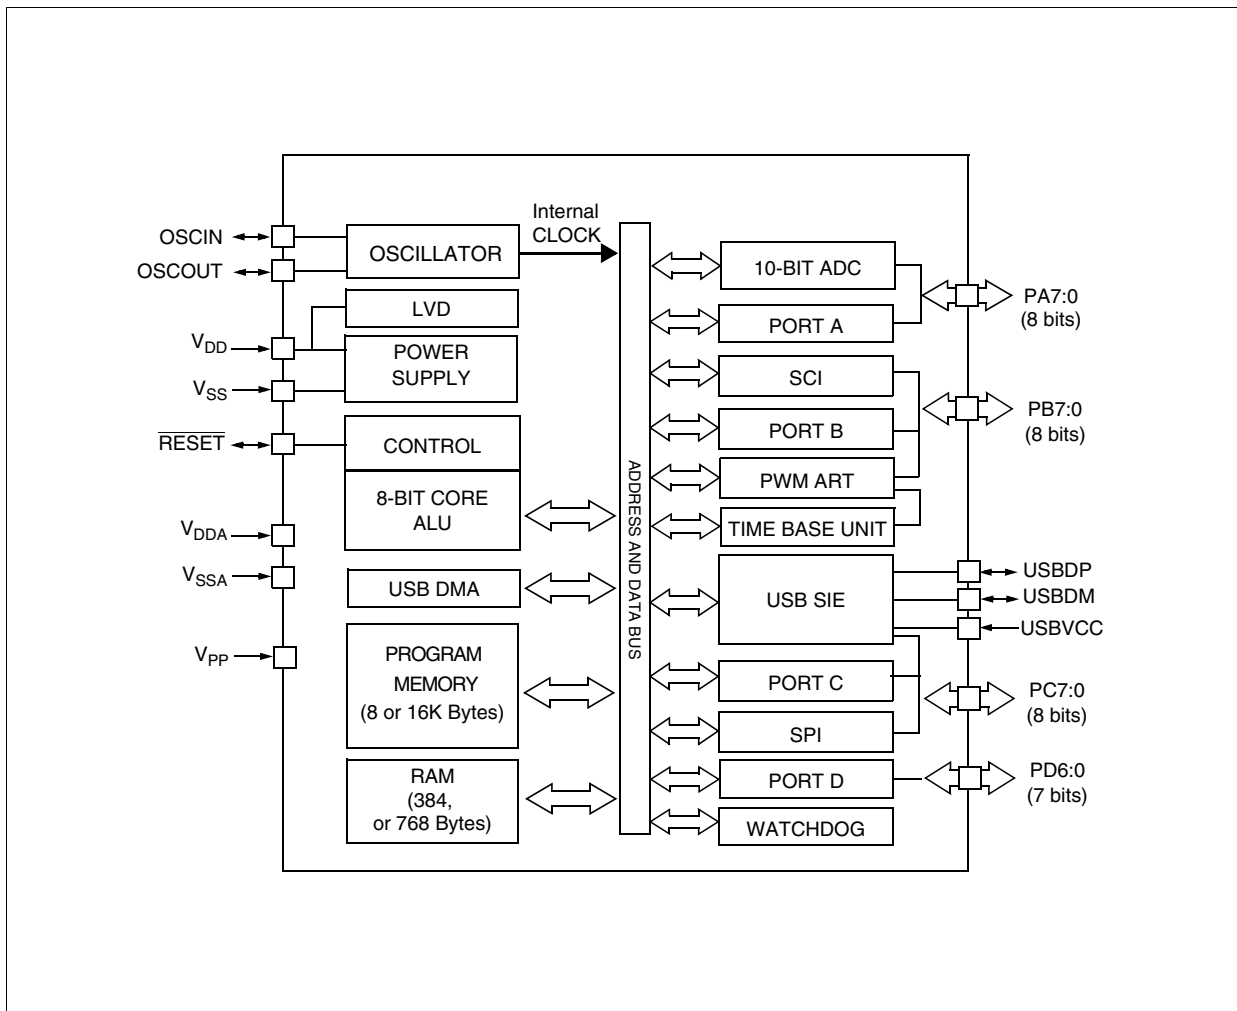 Internal
CLOCK
OSCIN
OSCOUT
OSCILLATOR
LVD
VDD
POWER
SUPPLY
VSS
RESET
CONTROL
8-BIT CORE
ALU
VDDA
VSSA
USB DMA
VPP
PROGRAM
MEMORY
(8 or 16K Bytes)
RAM
(384,
or 768 Bytes)
ADDRESS AND DATA BUS
10-BIT ADC
PORT A
PA7:0
(8 bits)
SCI
PORT B
PWM ART
TIME BASE UNIT
PB7:0
(8 bits)
USB SIE
USBDP
USBDM
USBVCC
PORT C
SPI
PC7:0
(8 bits)
PORT D
PD6:0
(7 bits)
WATCHDOG